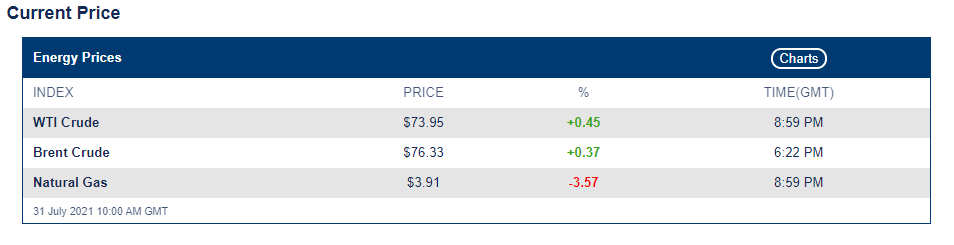 Current Price
Energy Prices Charts
INDEX PRICE % TIME(GMT)
WTI Crude $73.95 +0.45 8:59 PM
Brent Crude $76.33 +0.37 6:22 PM
Natural Gas $3.91 -3.57 8:59 PM
31 July 2021 10:00 AM GMT